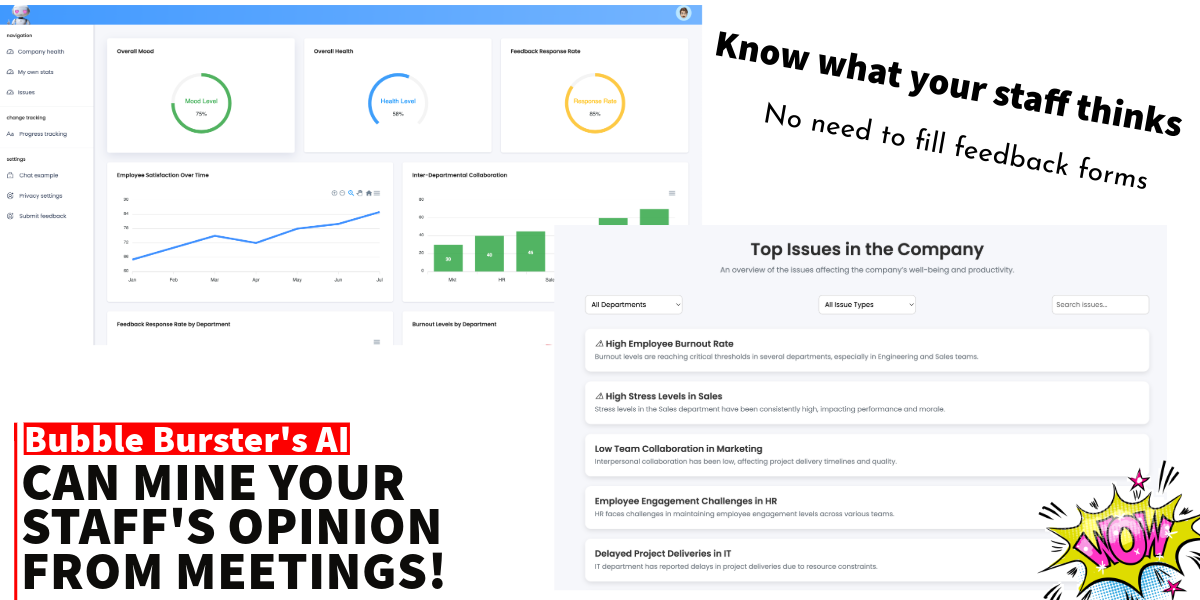 navigation
Company health
My own stats
Issues
change tracking
Aa Progress tracking
settings
Chat example
Privacy settings
Submit feedback
Overall Mood
Mood Level
75%
Overall Health
Health Level
58%
Feedback Response Rate
Response Rate
85%
Employee Satisfaction Over Time
90
84
78
72
66
60
Jan Feb Mar Apr May Jun Jul
Inter-Departmental Collaboration
80
60
40
20
0
30 40
Mkt HR
Feedback Response Rate by Department
Burnout Levels by Department
Know what your staff thinks
No need to fill feedback forms
Top Issues in the Company
An overview of the issues affecting the company's well-being and productivity.
All Departments
All Issue Types
Search issues...
⚠ High Employee Burnout Rate
Burnout levels are reaching critical thresholds in several departments, especially in Engineering and Sales teams.
⚠ High Stress Levels in Sales
Stress levels in the Sales department have been consistently high, impacting performance and morale.
Low Team Collaboration in Marketing
Interpersonal collaboration has been low, affecting project delivery timelines and quality.
Employee Engagement Challenges in HR
HR faces challenges in maintaining employee engagement levels across various teams.
Delayed Project Deliveries in IT
IT department has reported delays in project deliveries due to resource constraints.
Bubble Burster's AI
CAN MINE YOUR
STAFF'S OPINION
FROM MEETINGS!
WOW